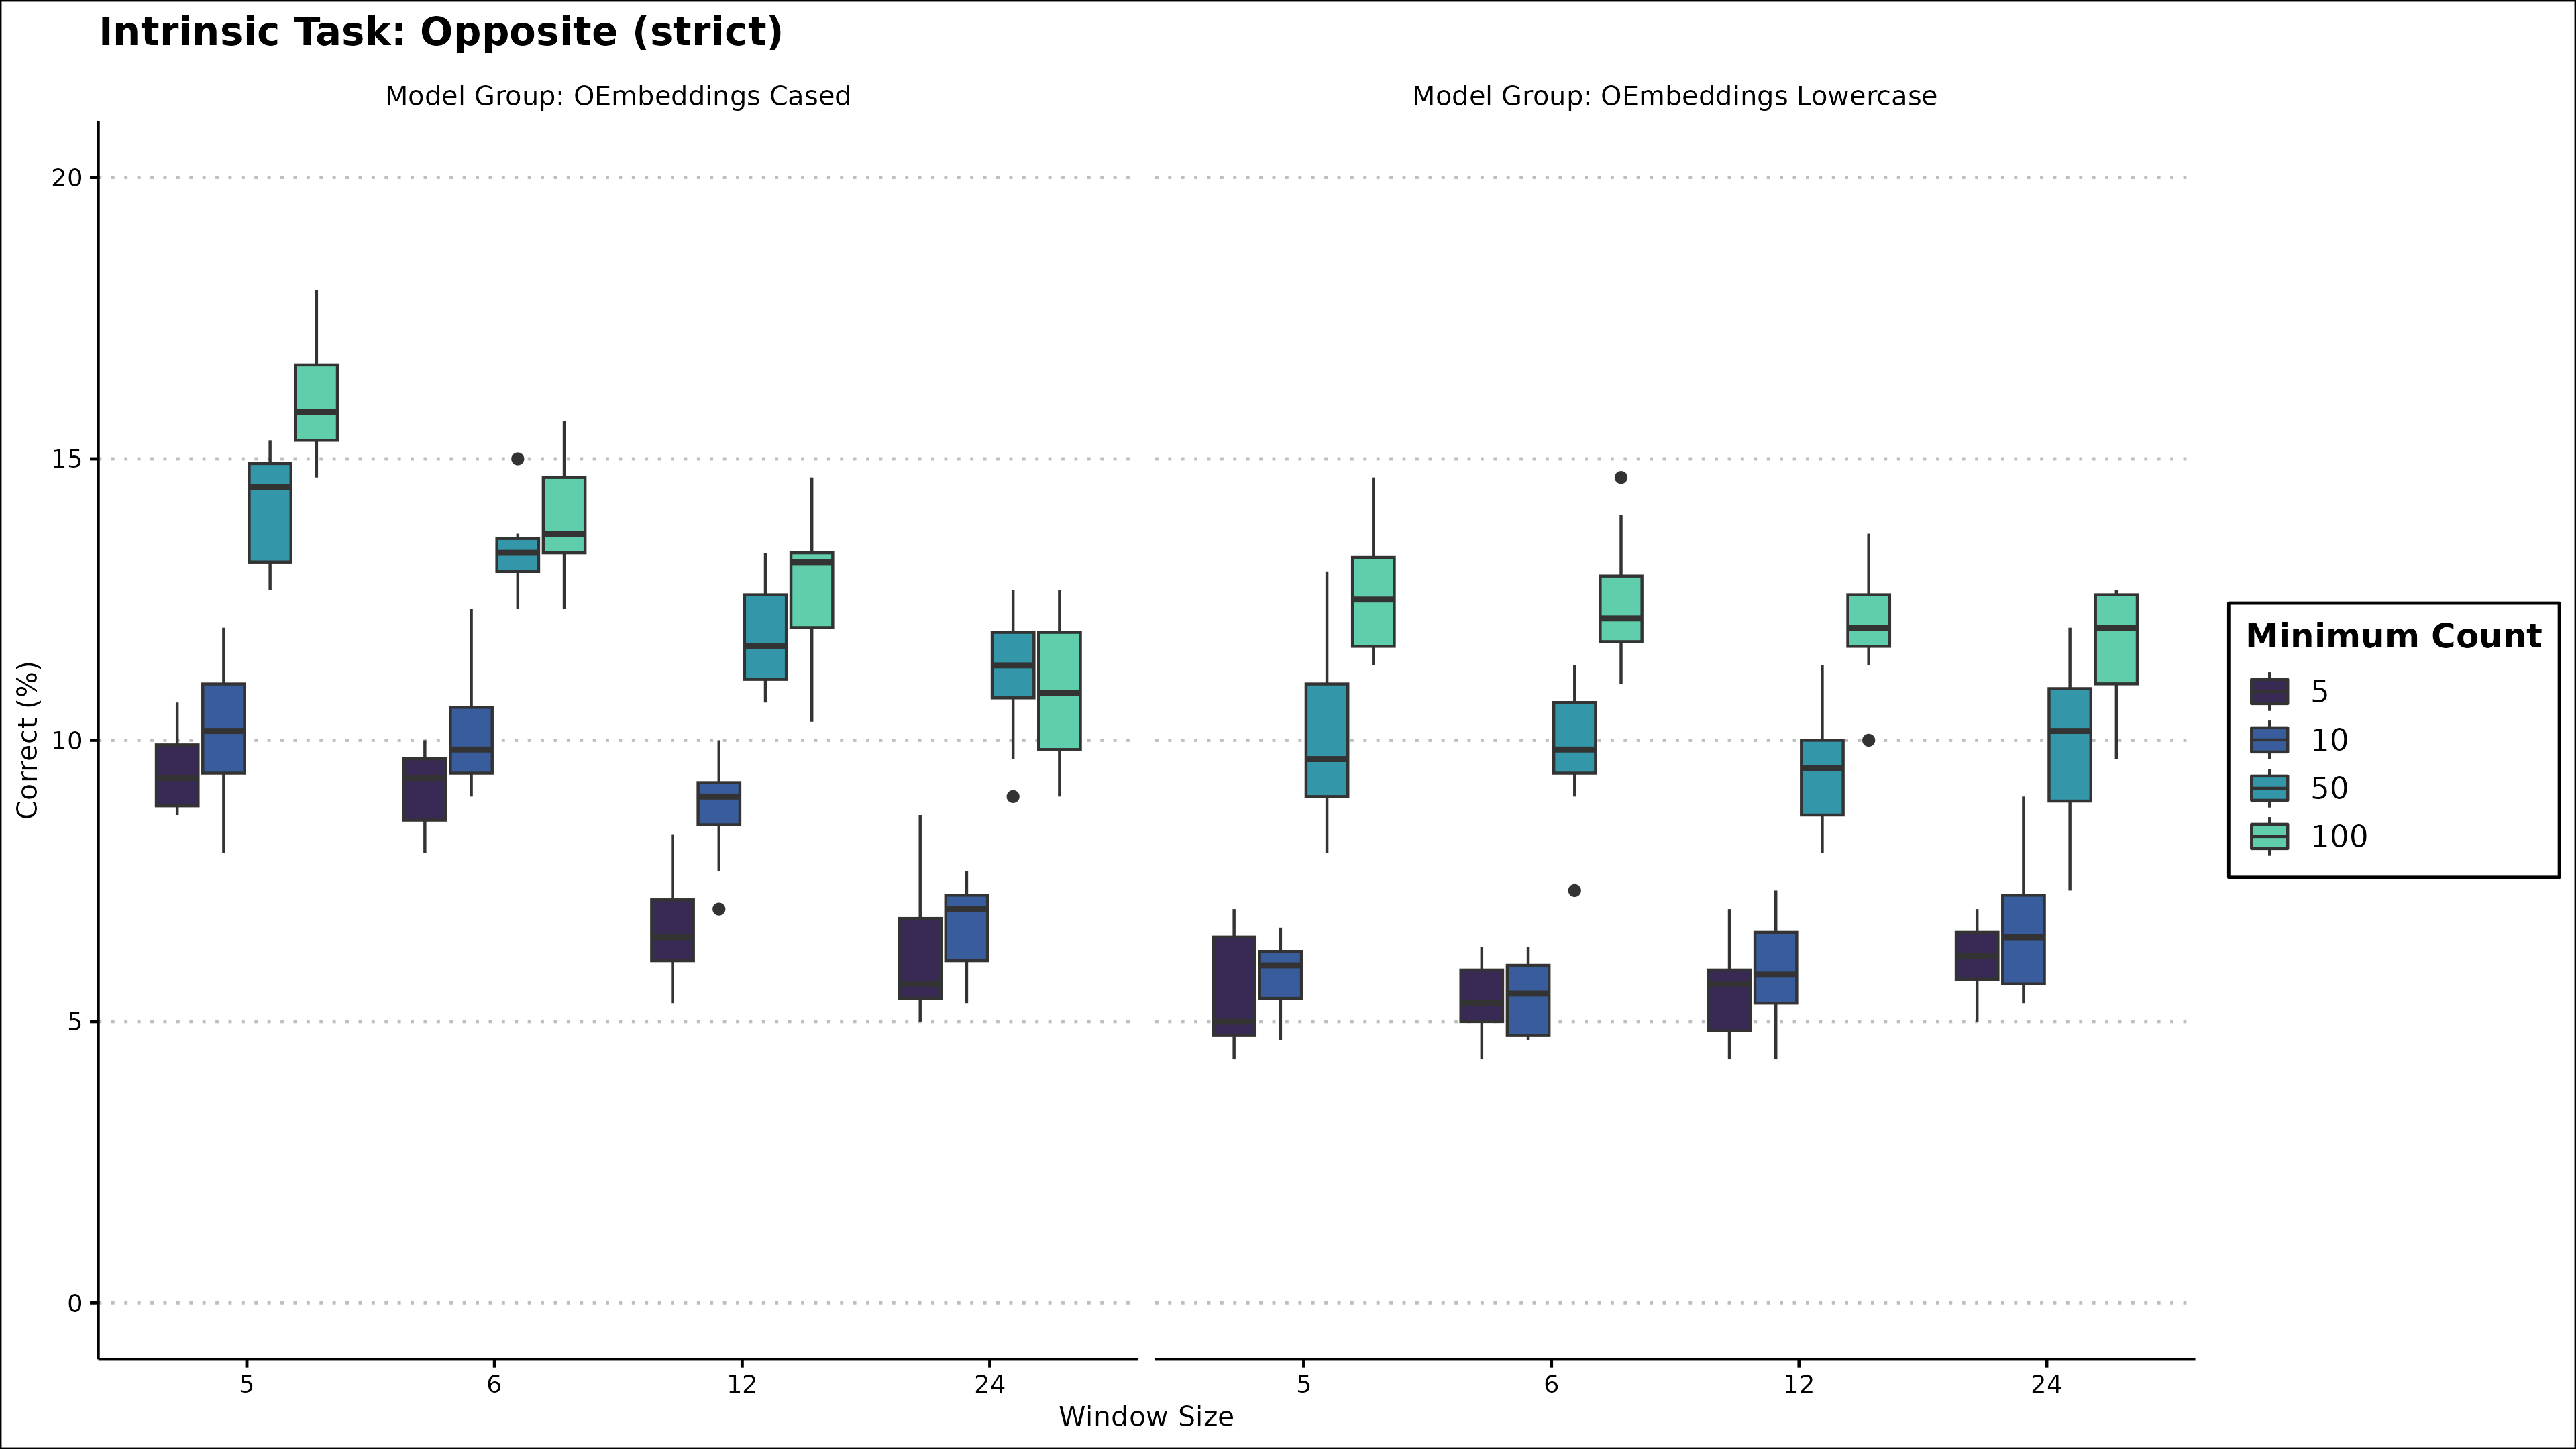 Intrinsic Task: Opposite (strict)
Model Group: OEmbeddings Cased
Model Group: OEmbeddings Lowercase
20
15
10
5
0
Correct (%)
5
6
12
24
5
6
12
24
Window Size
Minimum Count
5
10
50
100